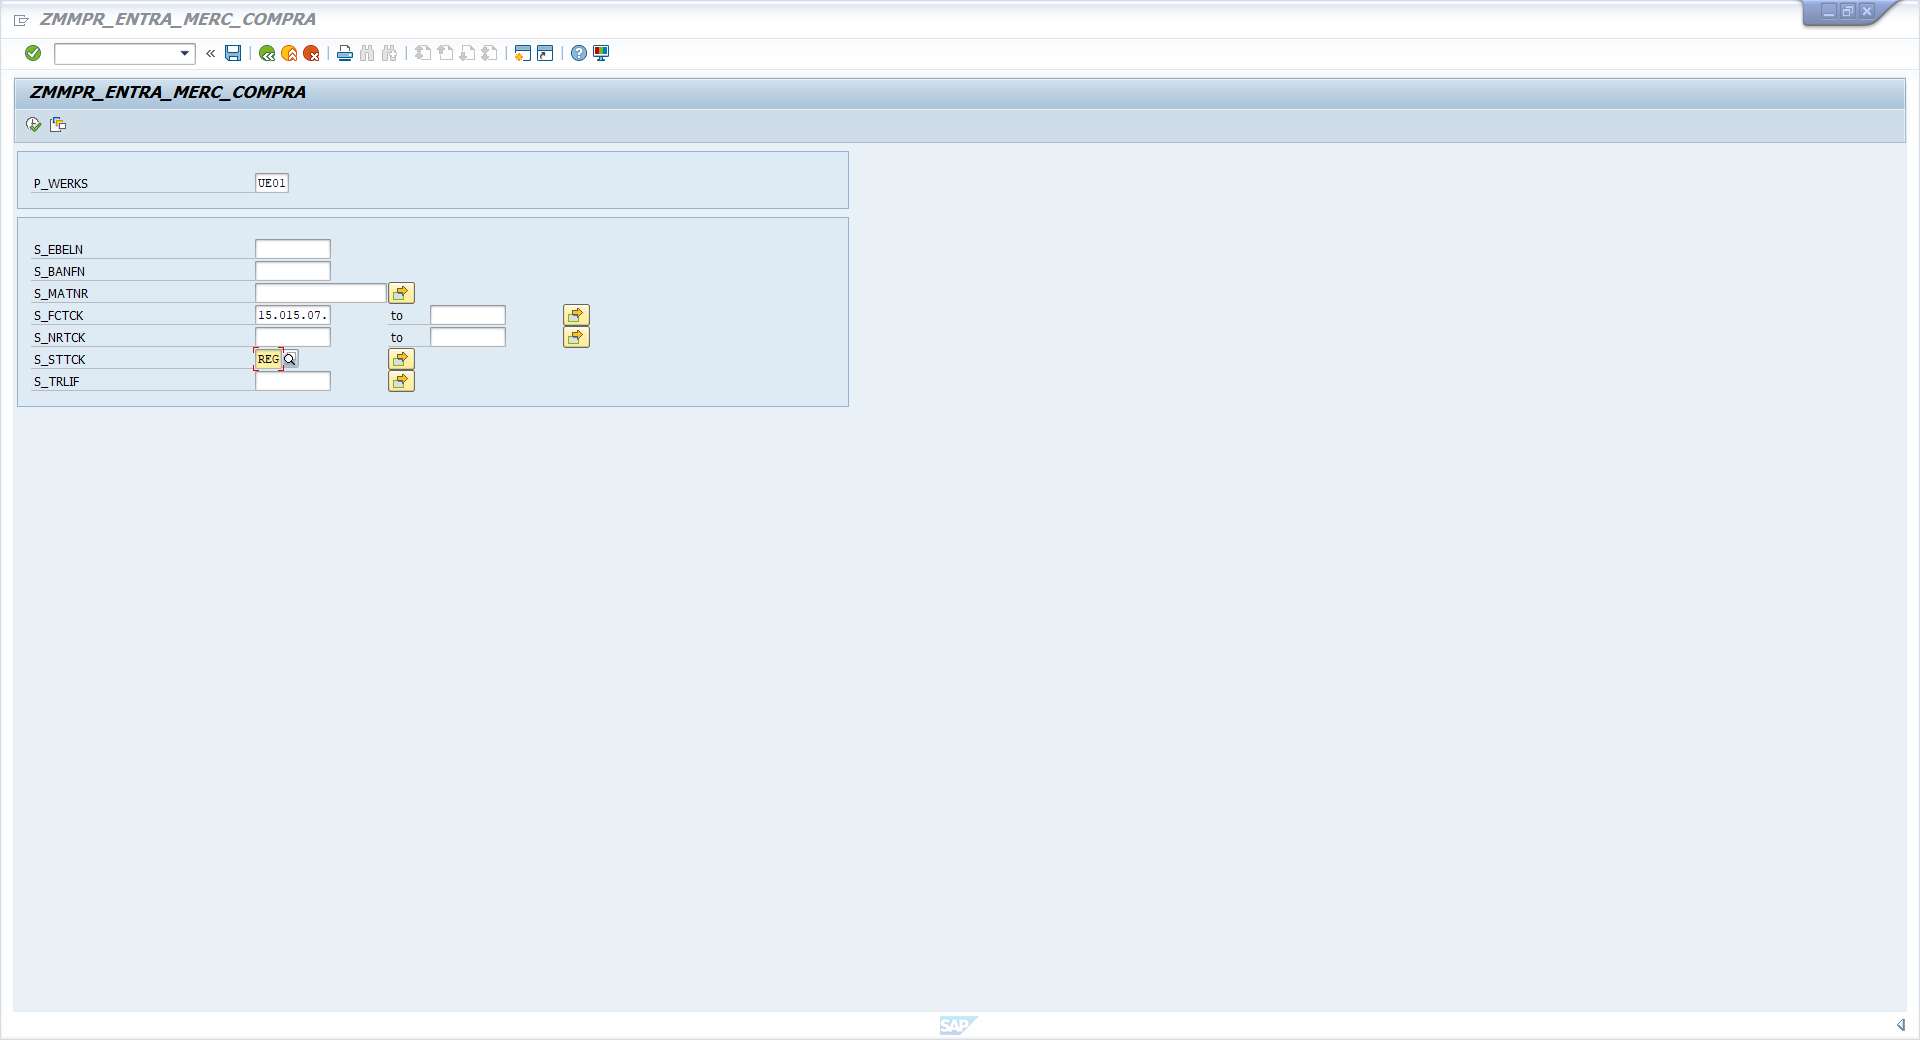 ZMMPR_ENTRA_MERC_COMPRA
ZMMPR_ENTRA_MERC_COMPRA
P_WERKS UE01
S_EBELN
S_BANFN
S_MATNR
S_FCTCK 15.015.07. to
S_NRTCK to
S_STTCK REG
S_TRLIF
SAP